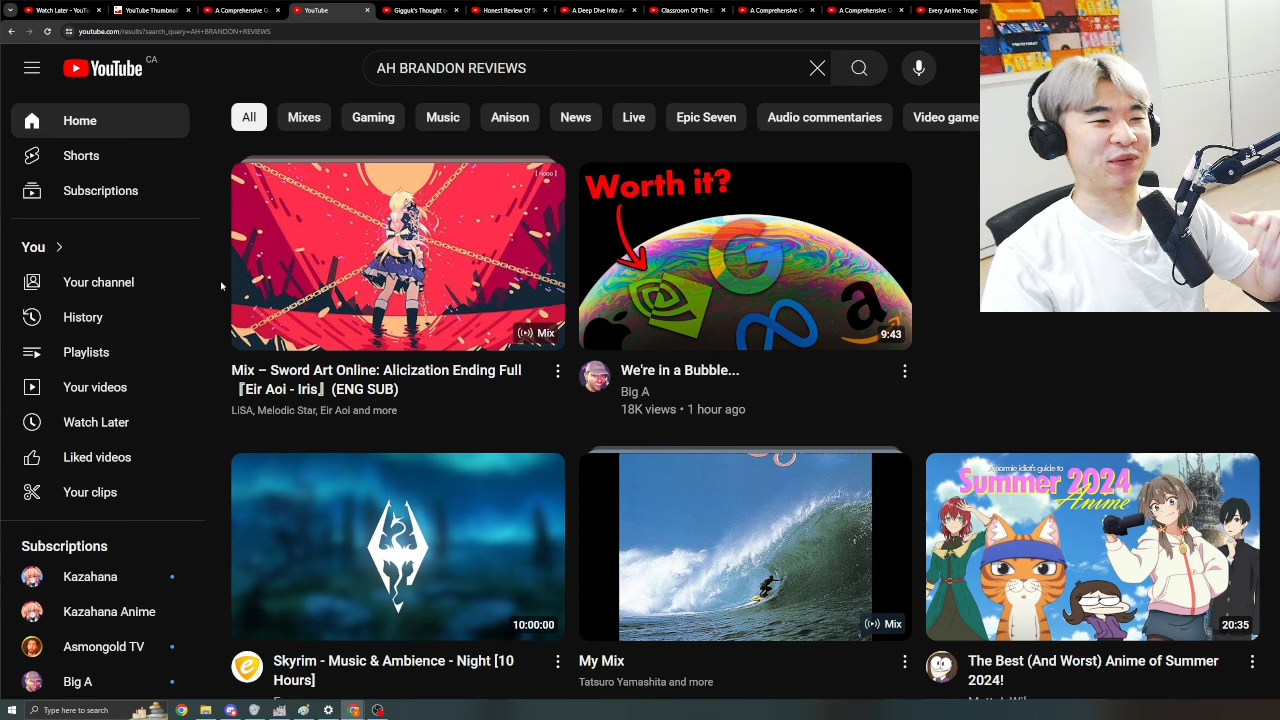 Watch Later - YouT
YouTube Thumbnail
A Comprehensive G
YouTube
Gigguk's Thought o
Honest Review Of S
A Deep Dive Into A
Classroom Of The E
A Comprehensive G
A Comprehensive G
Every Anime Trope
youtube.com/results?search_query=AH+BRANDON+REVIEWS
YouTube CA
AH BRANDON REVIEWS
All
Mixes
Gaming
Music
Anison
News
Live
Epic Seven
Audio commentaries
Video game
Home
Shorts
Subscriptions
You
Your channel
History
Playlists
Your videos
Watch Later
Liked videos
Your clips
Subscriptions
Kazahana
Kazahana Anime
Asmongold TV
Big A
Mix
Mix – Sword Art Online: Alicization Ending Full
『Eir Aoi - Iris』(ENG SUB)
LiSA, Melodic Star, Eir Aoi and more
Worth it?
9:43
We're in a Bubble...
Big A
18K views • 1 hour ago
10:00:00
Skyrim - Music & Ambience - Night [10
Hours]
Mix
My Mix
Tatsuro Yamashita and more
a normie idiot's guide to
Summer 2024
Anime
20:35
The Best (And Worst) Anime of Summer
2024!
Type here to search